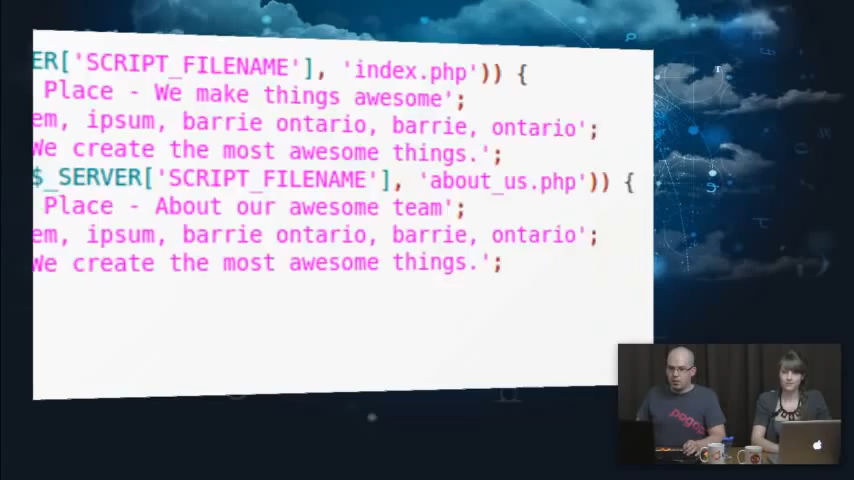 ER['SCRIPT_FILENAME'], 'index.php')) {
Place - We make things awesome';
em, ipsum, barrie ontario, barrie, ontario';
We create the most awesome things.';
$_SERVER['SCRIPT_FILENAME'], 'about_us.php')) {
Place - About our awesome team';
em, ipsum, barrie ontario, barrie, ontario';
We create the most awesome things.';